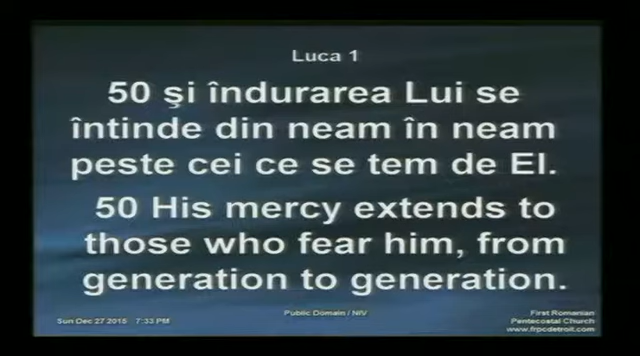 Luca 1
50 şi îndurarea Lui se
întinde din neam în neam
peste cei ce se tem de El.
50 His mercy extends to
those who fear him, from
generation to generation.
Sun Dec 27 2015 7:33 PM
Public Domain / NIV
First Romanian
Pentecostal Church
www.frpcdetroit.com